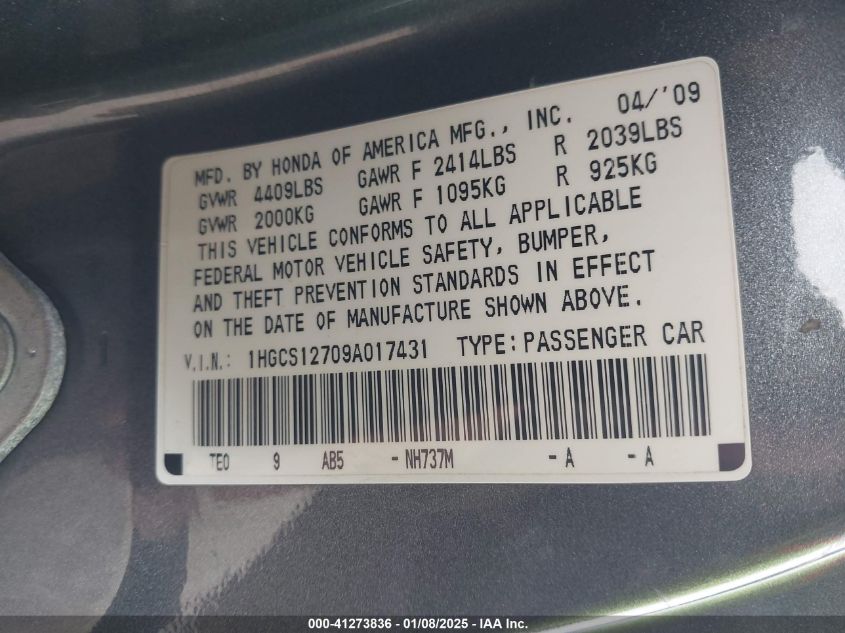 MFD. BY HONDA OF AMERICA MFG., INC. 04/'09
GVWR 4409LBS GAWR F 2414LBS R 2039LBS
GVWR 2000KG GAWR F 1095KG R 925KG
THIS VEHICLE CONFORMS TO ALL APPLICABLE
FEDERAL MOTOR VEHICLE SAFETY, BUMPER,
AND THEFT PREVENTION STANDARDS IN EFFECT
ON THE DATE OF MANUFACTURE SHOWN ABOVE.
V.I.N.: 1HGCS12709A017431 TYPE: PASSENGER CAR
TE0 9 AB5 - NH737M - A - A
000-41273836 - 01/08/2025 - IAA Inc.